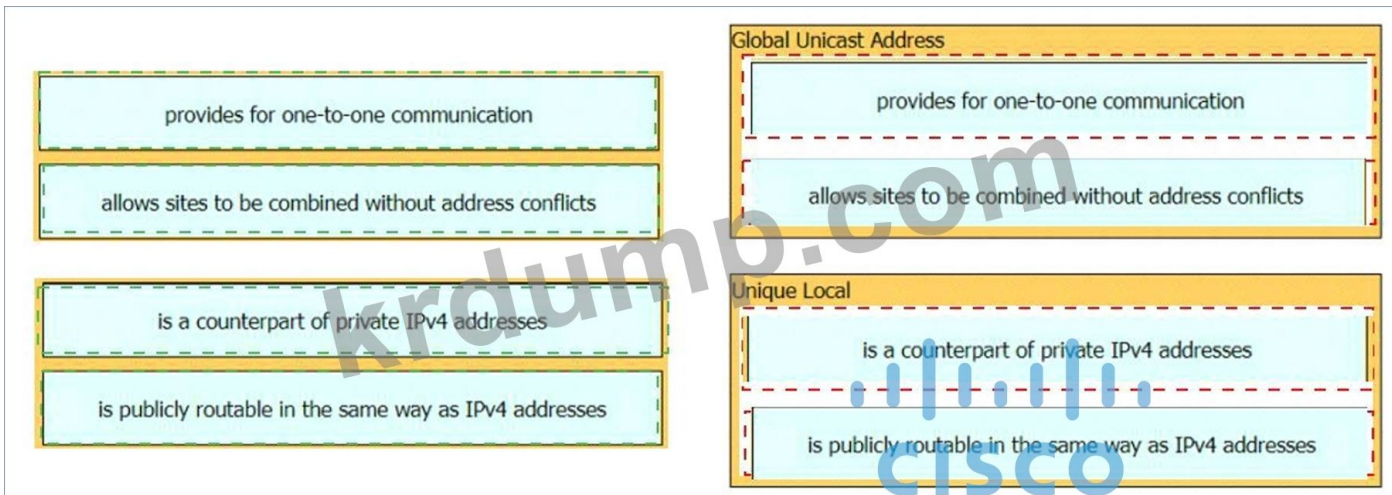 provides for one-to-one communication
allows sites to be combined without address conflicts
is a counterpart of private IPv4 addresses
is publicly routable in the same way as IPv4 addresses
Global Unicast Address
provides for one-to-one communication
allows sites to be combined without address conflicts
Unique Local
is a counterpart of private IPv4 addresses
is publicly routable in the same way as IPv4 addresses
krdump.com
cisco